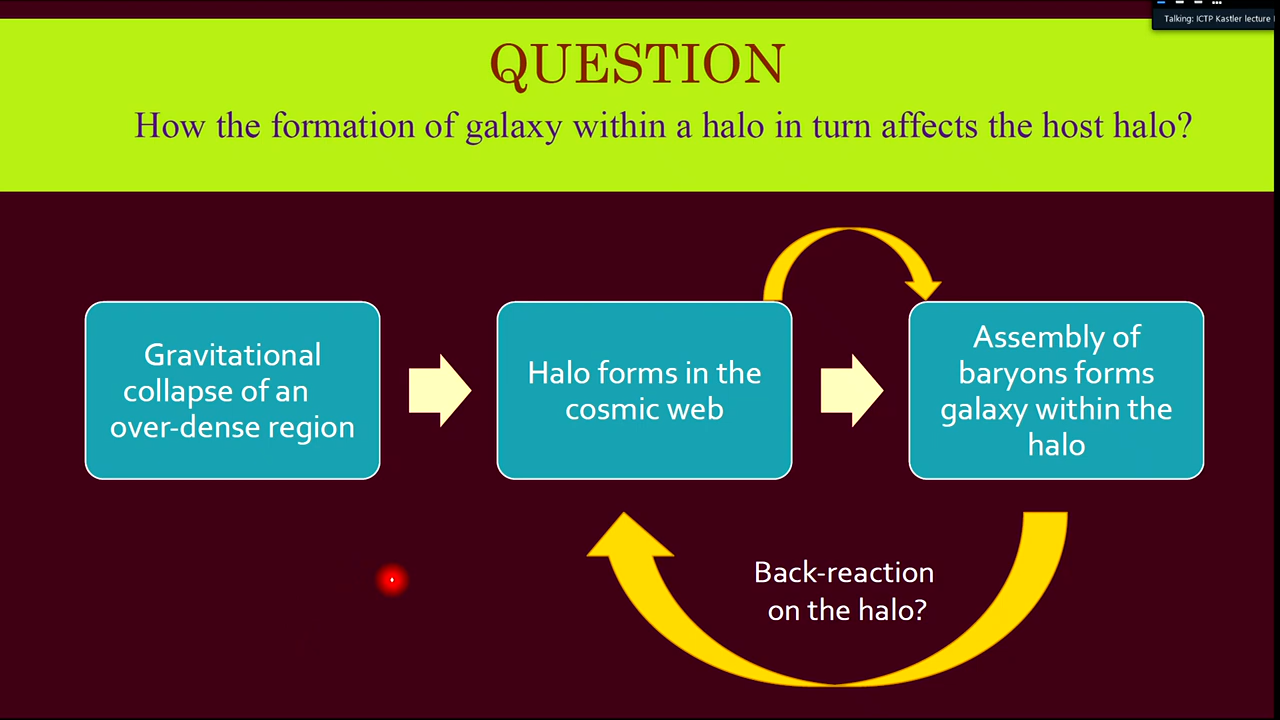 Talking: ICTP Kastler lecture
QUESTION
How the formation of galaxy within a halo in turn affects the host halo?
Gravitational
collapse of an
over-dense region
Halo forms in the
cosmic web
Assembly of
baryons forms
galaxy within the
halo
Back-reaction
on the halo?